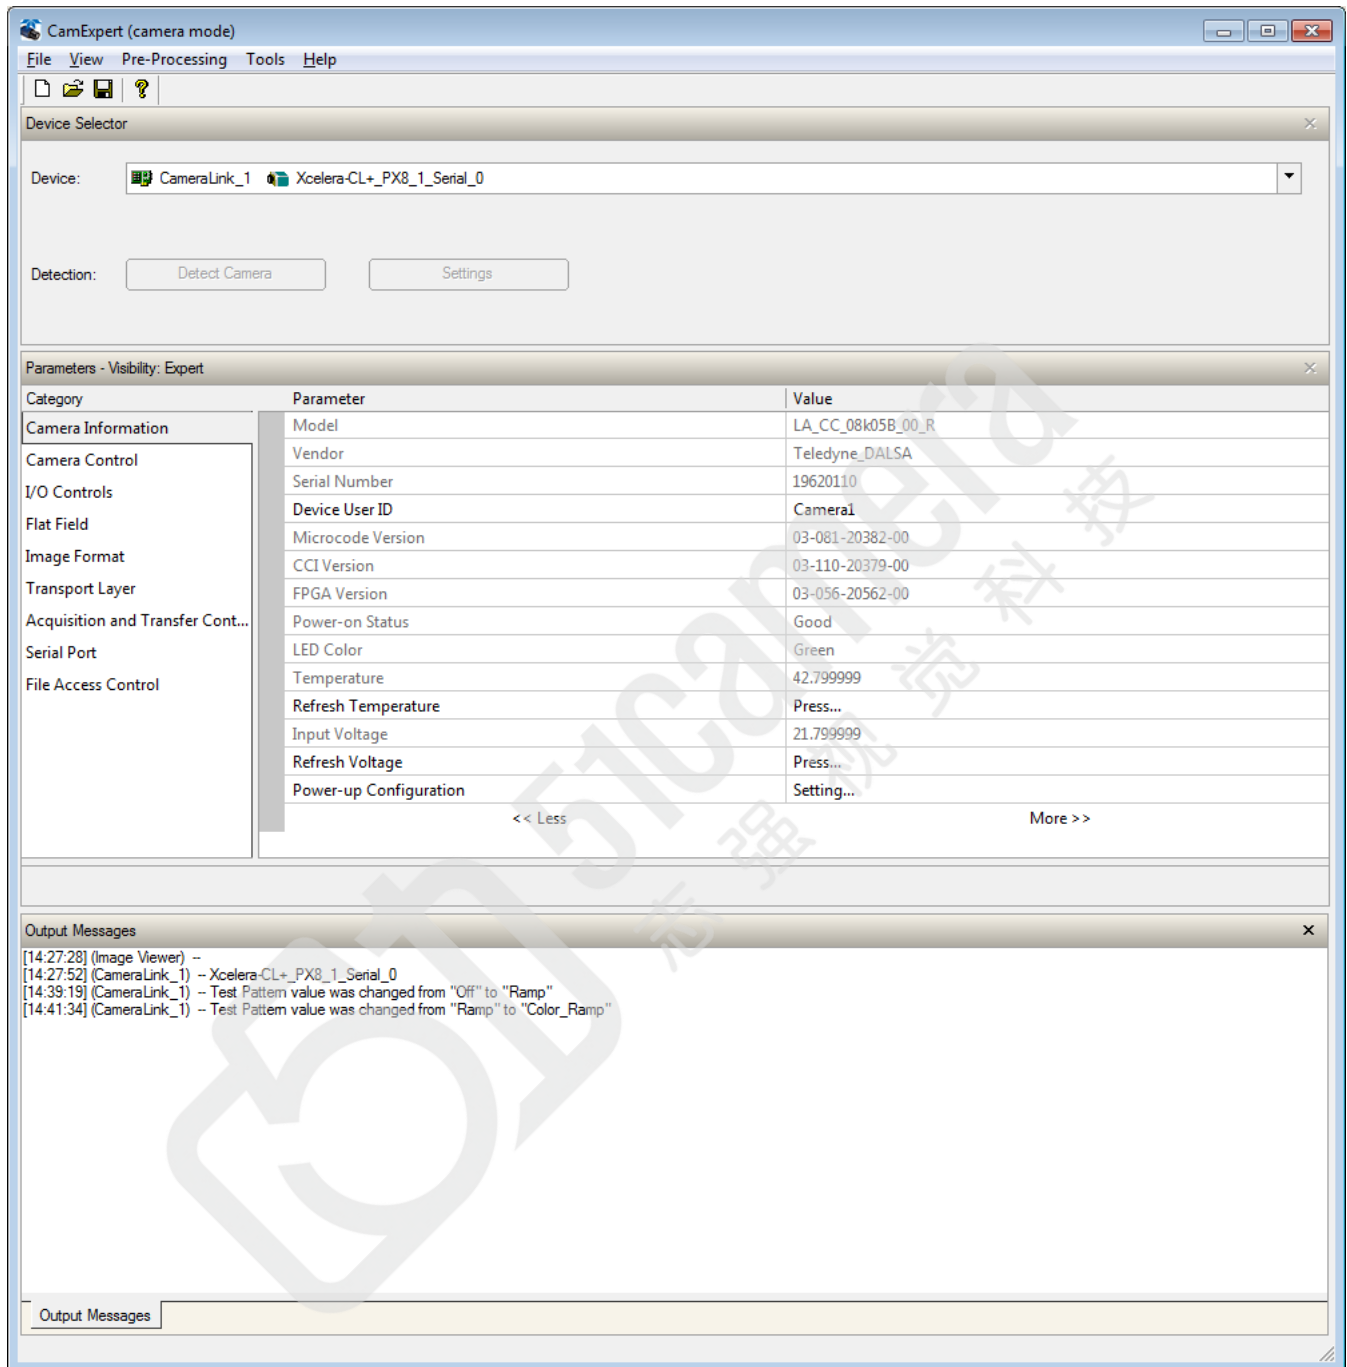 CamExpert (camera mode)
File View Pre-Processing Tools Help
Device Selector
Device: CameraLink_1 Xcelera-CL+_PX8_1_Serial_0
Detection: Detect Camera Settings
Parameters - Visibility: Expert
Category Parameter Value
Camera Information Model LA_CC_08k05B_00_R
Vendor Teledyne_DALSA
Camera Control
Serial Number 19620110
I/O Controls
Device User ID Camera1
Flat Field
Microcode Version 03-081-20382-00
Image Format
CCI Version 03-110-20379-00
Transport Layer
FPGA Version 03-056-20562-00
Acquisition and Transfer Cont... Power-on Status Good
Serial Port LED Color Green
File Access Control Temperature 42.799999
Refresh Temperature Press...
Input Voltage 21.799999
Refresh Voltage Press...
Power-up Configuration Setting...
<< Less More >>
Output Messages
[14:27:28] (Image Viewer) --
[14:27:52] (CameraLink_1) -- Xcelera-CL+_PX8_1_Serial_0
[14:39:19] (CameraLink_1) -- Test Pattern value was changed from "Off" to "Ramp"
[14:41:34] (CameraLink_1) -- Test Pattern value was changed from "Ramp" to "Color_Ramp"
Output Messages
51camera
志强视觉科技